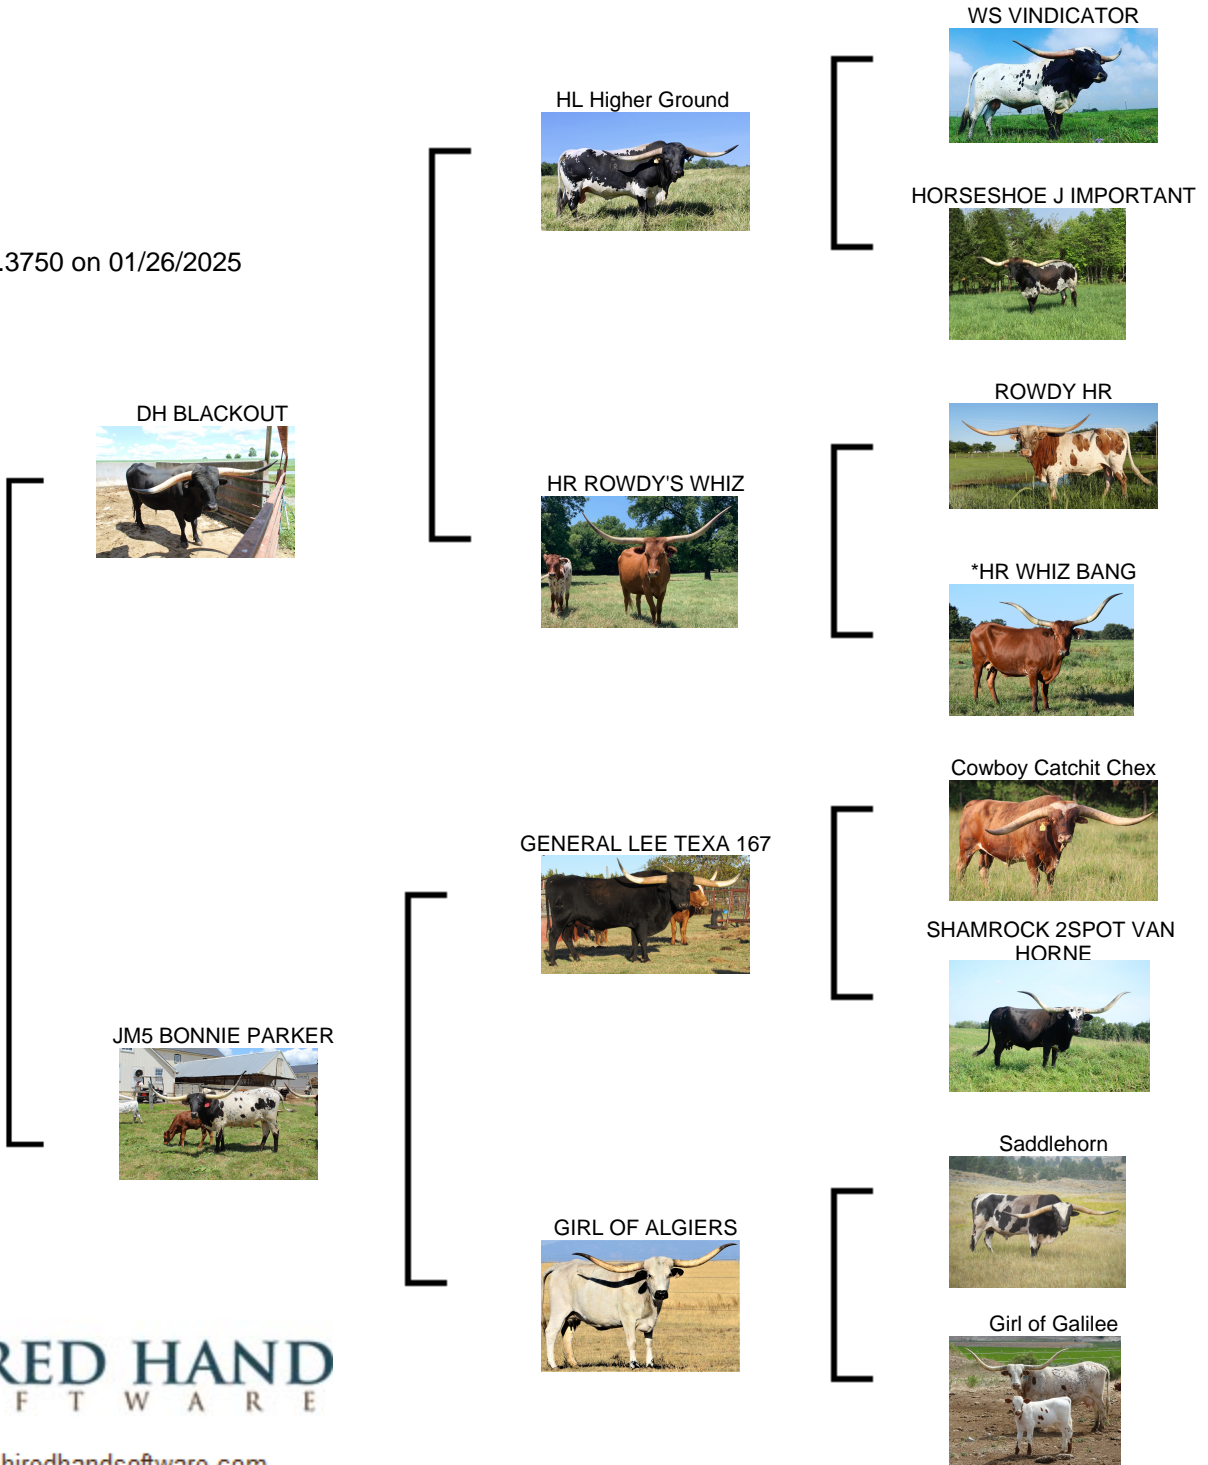 WS VINDICATOR
HL Higher Ground
HORSESHOE J IMPORTANT
.3750 on 01/26/2025
ROWDY HR
DH BLACKOUT
HR ROWDY'S WHIZ
*HR WHIZ BANG
Cowboy Catchit Chex
GENERAL LEE TEXA 167
SHAMROCK 2SPOT VAN
HORNE
JM5 BONNIE PARKER
Saddlehorn
GIRL OF ALGIERS
Girl of Galilee
RED HAND
F T W A R E
hiredhandsoftware.com